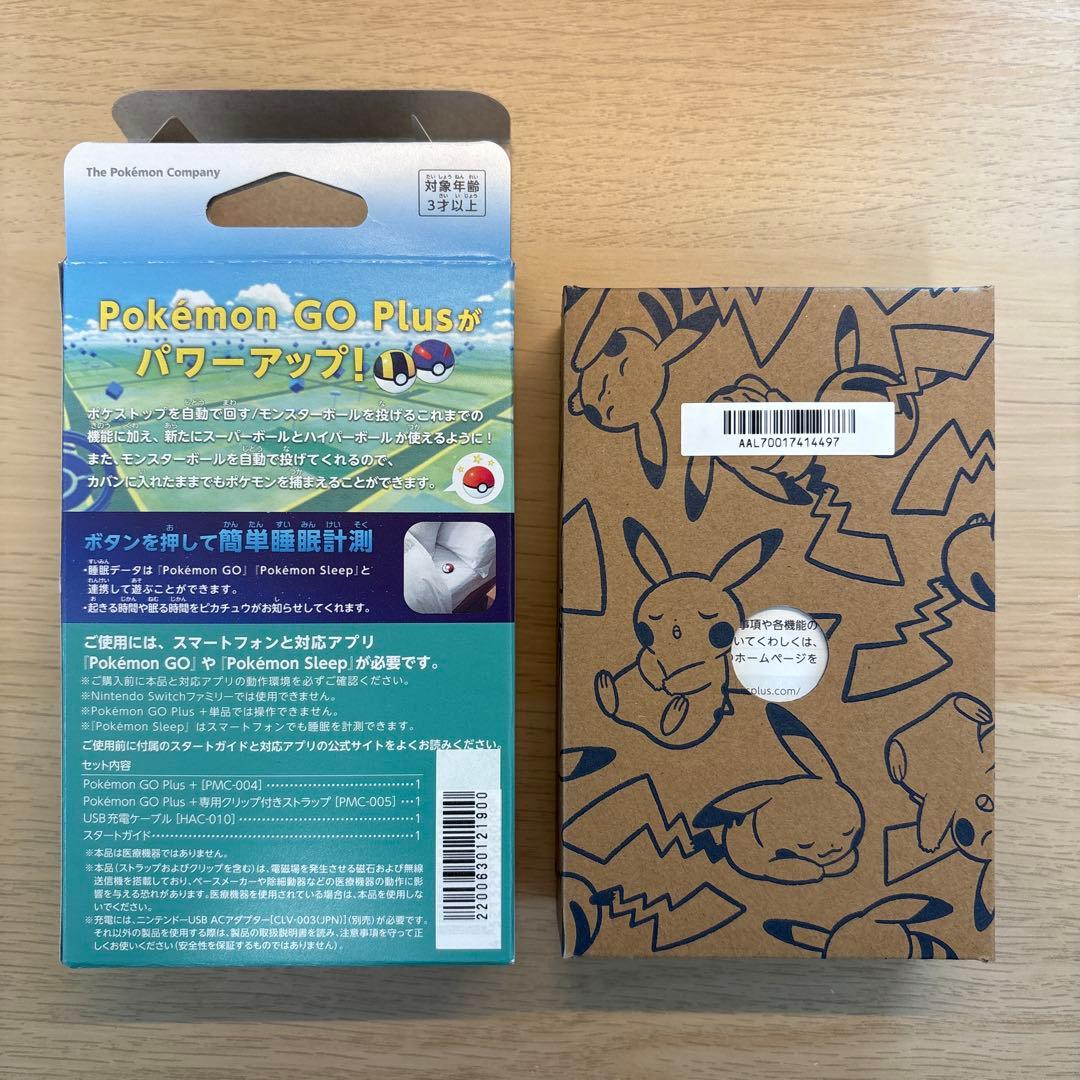 The Pokémon Company
対象年齢
3才以上
Pokémon GO Plusが
パワーアップ!
ポケストップを自動で回す/モンスターボールを投げるこれまでの
機能に加え、新たにスーパーボールとハイパーボールが使えるように!
また、モンスターボールを自動で投げてくれるので、
カバンに入れたままでもポケモンを捕まえることができます。
ボタンを押して簡単睡眠計測
・睡眠データは『Pokémon GO』『Pokémon Sleep』と
連携して遊ぶことができます。
・起きる時間や眠る時間をピカチュウがお知らせしてくれます。
ご使用には、スマートフォンと対応アプリ
『Pokémon GO』や『Pokémon Sleep』が必要です。
※ご購入前に本品と対応アプリの動作環境を必ずご確認ください。
※Nintendo Switchファミリーでは使用できません。
※Pokémon GO Plus +単品では操作できません。
※『Pokémon Sleep』はスマートフォンでも睡眠を計測できます。
ご使用前に付属のスタートガイドと対応アプリの公式サイトをよくお読みください。
セット内容
Pokémon GO Plus + [PMC-004] 1
Pokémon GO Plus +専用クリップ付きストラップ [PMC-005] 1
USB充電ケーブル [HAC-010] 1
スタートガイド 1
※本品は医療機器ではありません。
※本品(ストラップおよびクリップを含む)は、電磁場を発生させる磁石および無線
送信機を搭載しており、ペースメーカーや除細動器などの医療機器の動作に影
響を与える恐れがあります。医療機器を使用されている場合は、本品を使用しな
いでください。
※充電には、ニンテンドーUSB ACアダプター[CLV-003(JPN)](別売)が必要です。
それ以外の製品を使用する際は、製品の取扱説明書を読み、注意事項を守って正
しくお使いください(安全性を保証するものではありません)。
2200630121900
AAL70017414497
事項や各機能の
いてくわしくは、
ホームページを
plus.com/